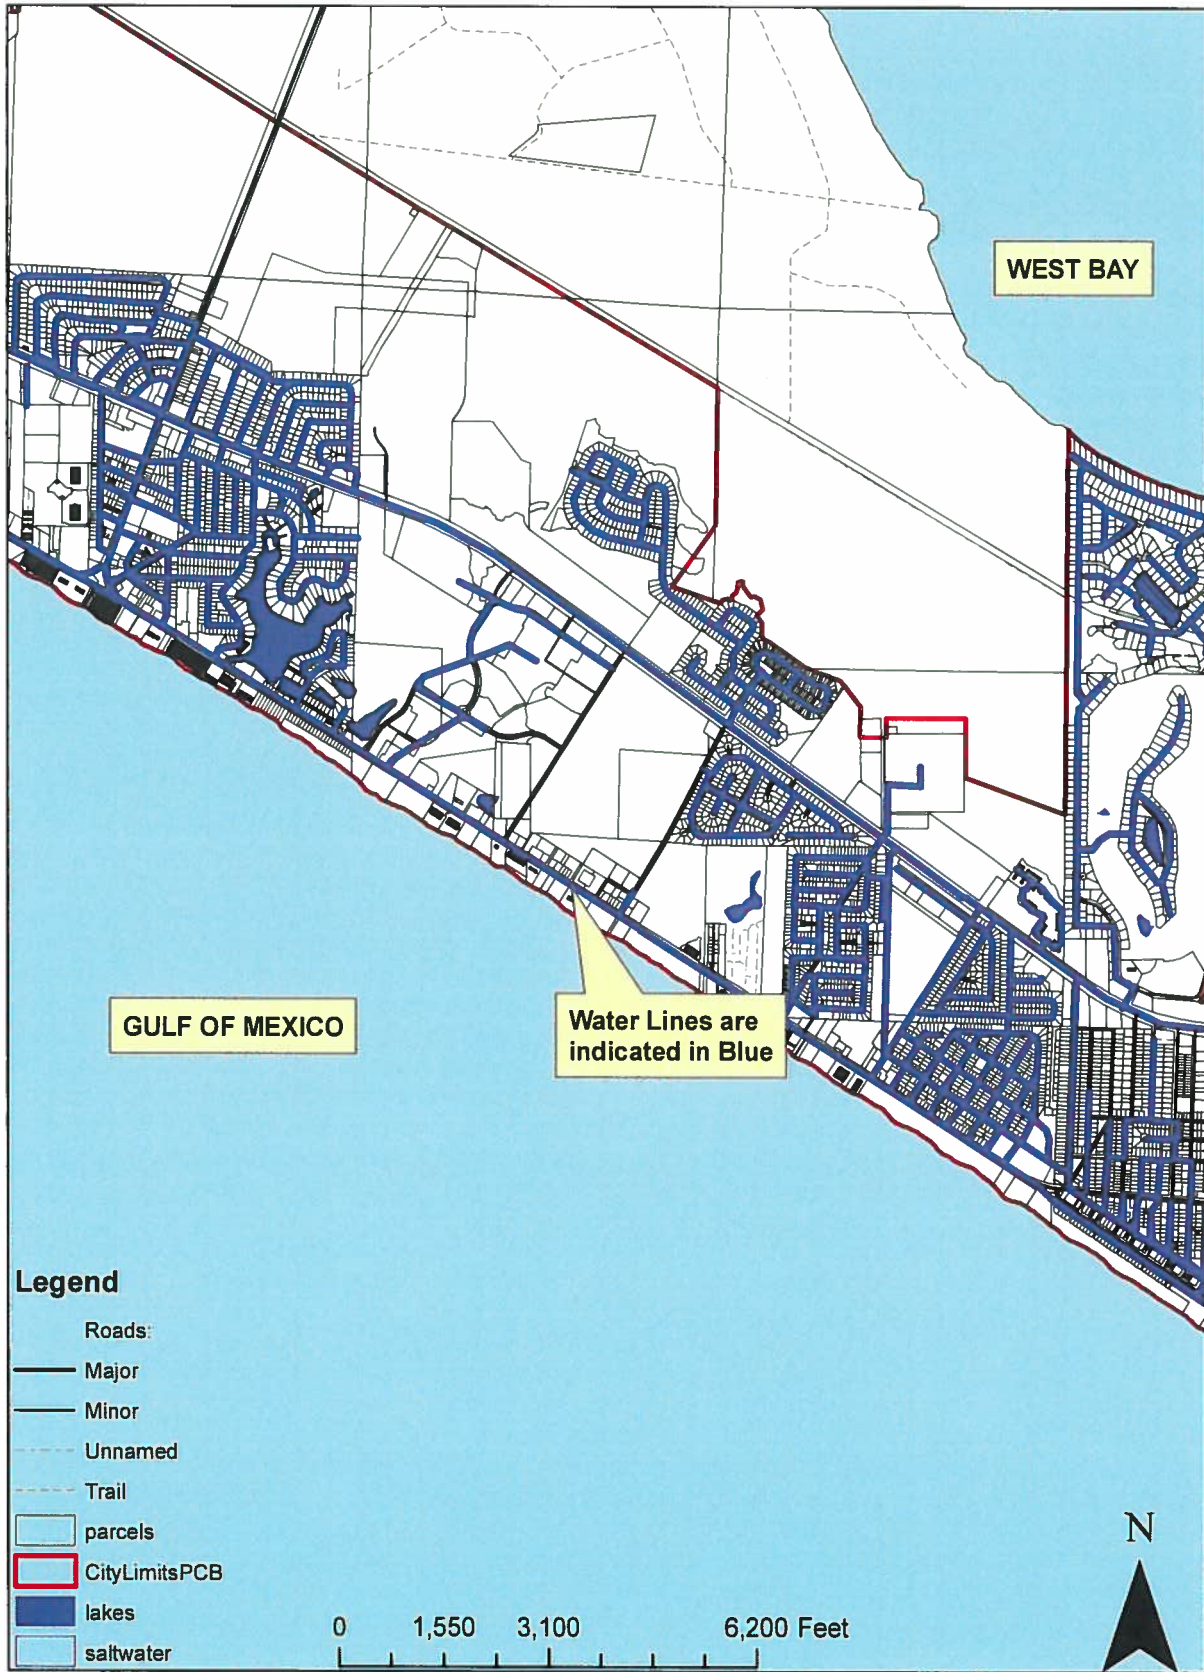 WEST BAY
GULF OF MEXICO
Water Lines are
indicated in Blue
Legend
Roads:
Major
Minor
Unnamed
Trail
parcels
CityLimitsPCB
lakes
saltwater
0 1,550 3,100 6,200 Feet
N